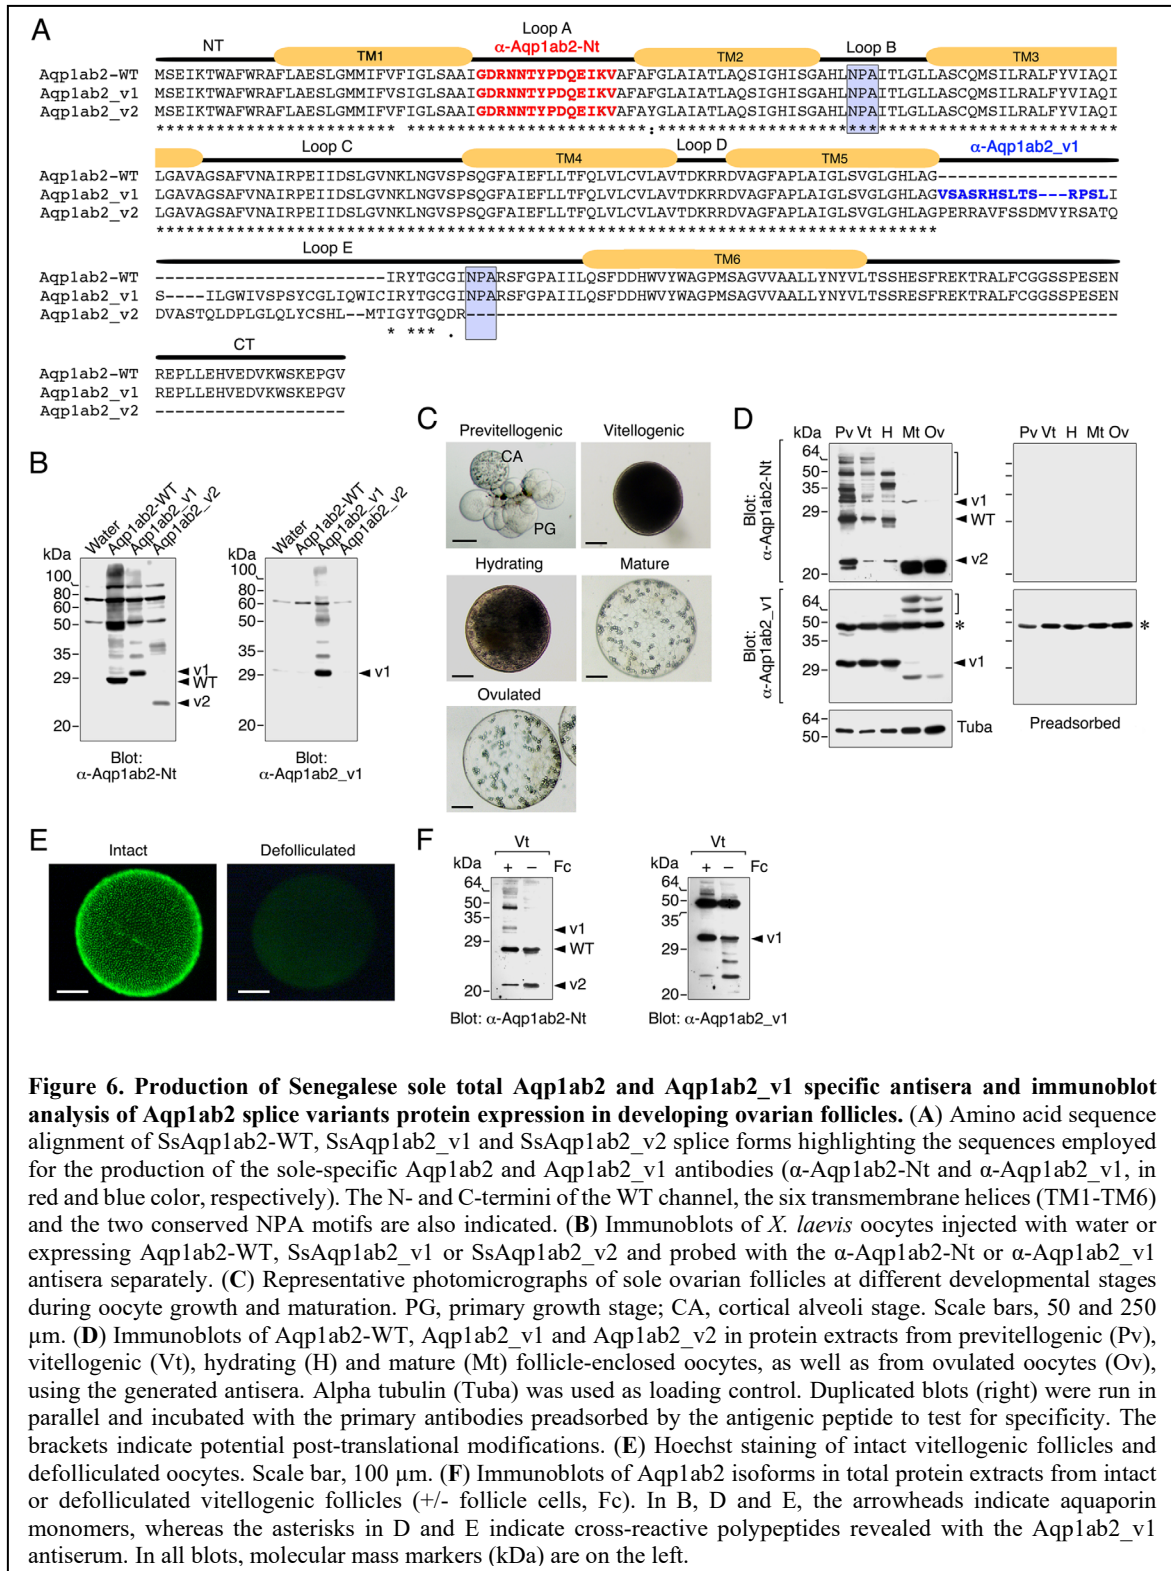 A
Loop A
NT
TM1
α-Aqp1ab2-Nt
TM2
Loop B
TM3
Aqp1ab2-WT MSEIKTWAFWRAFLAESLGMMIFVFIGLSAAIGDRNNTYPDQEIKVAFAFGLAIATLAQSIGHISGAHLNPAITLGLLASCQMSILRALFYVIAQI
Aqp1ab2_v1 MSEIKTWAFWRAFLAESLGMMIFVSIGLSAAIGDRNNTYPDQEIKVAFAFGLAIATLAQSIGHISGAHLNPAITLGLLASCQMSILRALFYVIAQI
Aqp1ab2_v2 MSEIKTWAFWRAFLAESLGMMIFVFIGLSAAIGDRNNTYPDQEIKVAFAYGLAIATLAQSIGHISGAHLNPAITLGLLASCQMSILRALFYVIAQI
************************ ************************:**********************************************
Loop C
TM4
Loop D
TM5
α-Aqp1ab2_v1
Aqp1ab2-WT LGAVAGSAFVNAIRPEIIDSLGVNKLNGVSPSQGFAIEFLLTFQLVLCVLAVTDKRRDVAGFAPLAIGLSVGLGHLAG------------------
Aqp1ab2_v1 LGAVAGSAFVNAIRPEIIDSLGVNKLNGVSPSQGFAIEFLLTFQLVLCVLAVTDKRRDVAGFAPLAIGLSVGLGHLAGVSASRHSLTS---RPSLI
Aqp1ab2_v2 LGAVAGSAFVNAIRPEIIDSLGVNKLNGVSPSQGFAIEFLLTFQLVLCVLAVTDKRRDVAGFAPLAIGLSVGLGHLAGPERRAVFSSDMVYRSATQ
******************************************************************************
Loop E
TM6
Aqp1ab2-WT -----------------------IRYTGCGINPARSFGPAIILQSFDDHWVYWAGPMSAGVVAALLYNYVLTSSHESFREKTRALFCGGSSPESEN
Aqp1ab2_v1 S----ILGWIVSPSYCGLIQWICIRYTGCGINPARSFGPAIILQSFDDHWVYWAGPMSAGVVAALLYNYVLTSSRESFREKTRALFCGGSSPESEN
Aqp1ab2_v2 DVASTQLDPLGLQLYCSHL--MTIGYTGQDR-----------------------------------------------------------------
* *** .
CT
Aqp1ab2-WT REPLLEHVEDVKWSKEPGV
Aqp1ab2_v1 REPLLEHVEDVKWSKEPGV
Aqp1ab2_v2 -------------------
B
Water Aqp1ab2-WT Aqp1ab2_v1 Aqp1ab2_v2
kDa
100
80
60
50
35
29
20
v1
WT
v2
Blot:
α-Aqp1ab2-Nt
Water Aqp1ab2-WT Aqp1ab2_v1 Aqp1ab2_v2
kDa
100
80
60
50
35
29
20
v1
Blot:
α-Aqp1ab2_v1
C
Previtellogenic
CA
PG
Vitellogenic
Hydrating
Mature
Ovulated
D
kDa Pv Vt H Mt Ov
Blot:
α-Aqp1ab2-Nt
64
50
35
29
20
v1
WT
v2
Pv Vt H Mt Ov
Blot:
α-Aqp1ab2_v1
64
50
35
29
*
v1
*
64
50
Tuba
Preadsorbed
E
Intact
Defolliculated
F
Vt
kDa + − Fc
64
50
35
29
20
v1
WT
v2
Blot: α-Aqp1ab2-Nt
Vt
kDa + − Fc
64
50
35
29
20
v1
Blot: α-Aqp1ab2_v1
Figure 6. Production of Senegalese sole total Aqp1ab2 and Aqp1ab2_v1 specific antisera and immunoblot
analysis of Aqp1ab2 splice variants protein expression in developing ovarian follicles. (A) Amino acid sequence
alignment of SsAqp1ab2-WT, SsAqp1ab2_v1 and SsAqp1ab2_v2 splice forms highlighting the sequences employed
for the production of the sole-specific Aqp1ab2 and Aqp1ab2_v1 antibodies (α-Aqp1ab2-Nt and α-Aqp1ab2_v1, in
red and blue color, respectively). The N- and C-termini of the WT channel, the six transmembrane helices (TM1-TM6)
and the two conserved NPA motifs are also indicated. (B) Immunoblots of X. laevis oocytes injected with water or
expressing Aqp1ab2-WT, SsAqp1ab2_v1 or SsAqp1ab2_v2 and probed with the α-Aqp1ab2-Nt or α-Aqp1ab2_v1
antisera separately. (C) Representative photomicrographs of sole ovarian follicles at different developmental stages
during oocyte growth and maturation. PG, primary growth stage; CA, cortical alveoli stage. Scale bars, 50 and 250
µm. (D) Immunoblots of Aqp1ab2-WT, Aqp1ab2_v1 and Aqp1ab2_v2 in protein extracts from previtellogenic (Pv),
vitellogenic (Vt), hydrating (H) and mature (Mt) follicle-enclosed oocytes, as well as from ovulated oocytes (Ov),
using the generated antisera. Alpha tubulin (Tuba) was used as loading control. Duplicated blots (right) were run in
parallel and incubated with the primary antibodies preadsorbed by the antigenic peptide to test for specificity. The
brackets indicate potential post-translational modifications. (E) Hoechst staining of intact vitellogenic follicles and
defolliculated oocytes. Scale bar, 100 µm. (F) Immunoblots of Aqp1ab2 isoforms in total protein extracts from intact
or defolliculated vitellogenic follicles (+/- follicle cells, Fc). In B, D and E, the arrowheads indicate aquaporin
monomers, whereas the asterisks in D and E indicate cross-reactive polypeptides revealed with the Aqp1ab2_v1
antiserum. In all blots, molecular mass markers (kDa) are on the left.